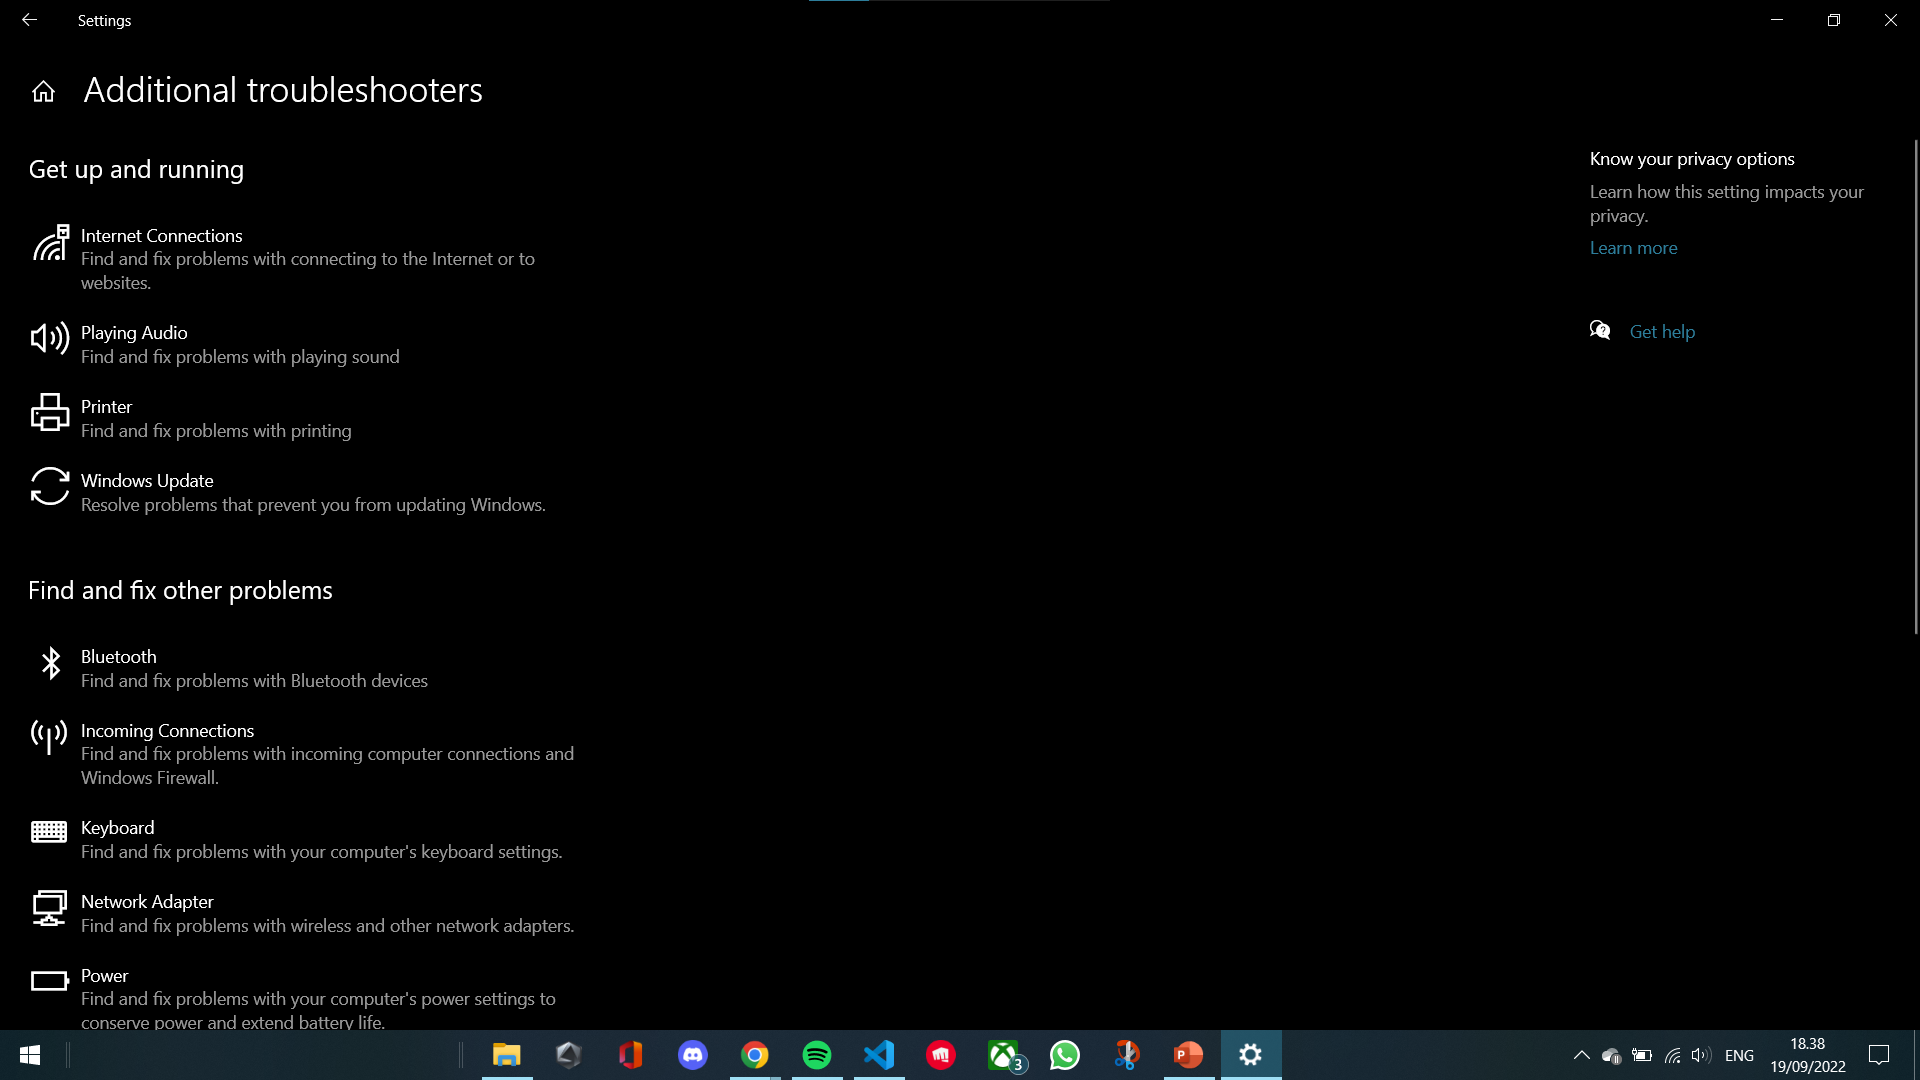 Settings
Additional troubleshooters
Get up and running
Internet Connections
Find and fix problems with connecting to the Internet or to
websites.
Playing Audio
Find and fix problems with playing sound
Printer
Find and fix problems with printing
Windows Update
Resolve problems that prevent you from updating Windows.
Find and fix other problems
Bluetooth
Find and fix problems with Bluetooth devices
Incoming Connections
Find and fix problems with incoming computer connections and
Windows Firewall.
Keyboard
Find and fix problems with your computer's keyboard settings.
Network Adapter
Find and fix problems with wireless and other network adapters.
Power
Find and fix problems with your computer's power settings to
conserve power and extend battery life.
Know your privacy options
Learn how this setting impacts your
privacy.
Learn more
Get help
3
P
ENG
18.38
19/09/2022